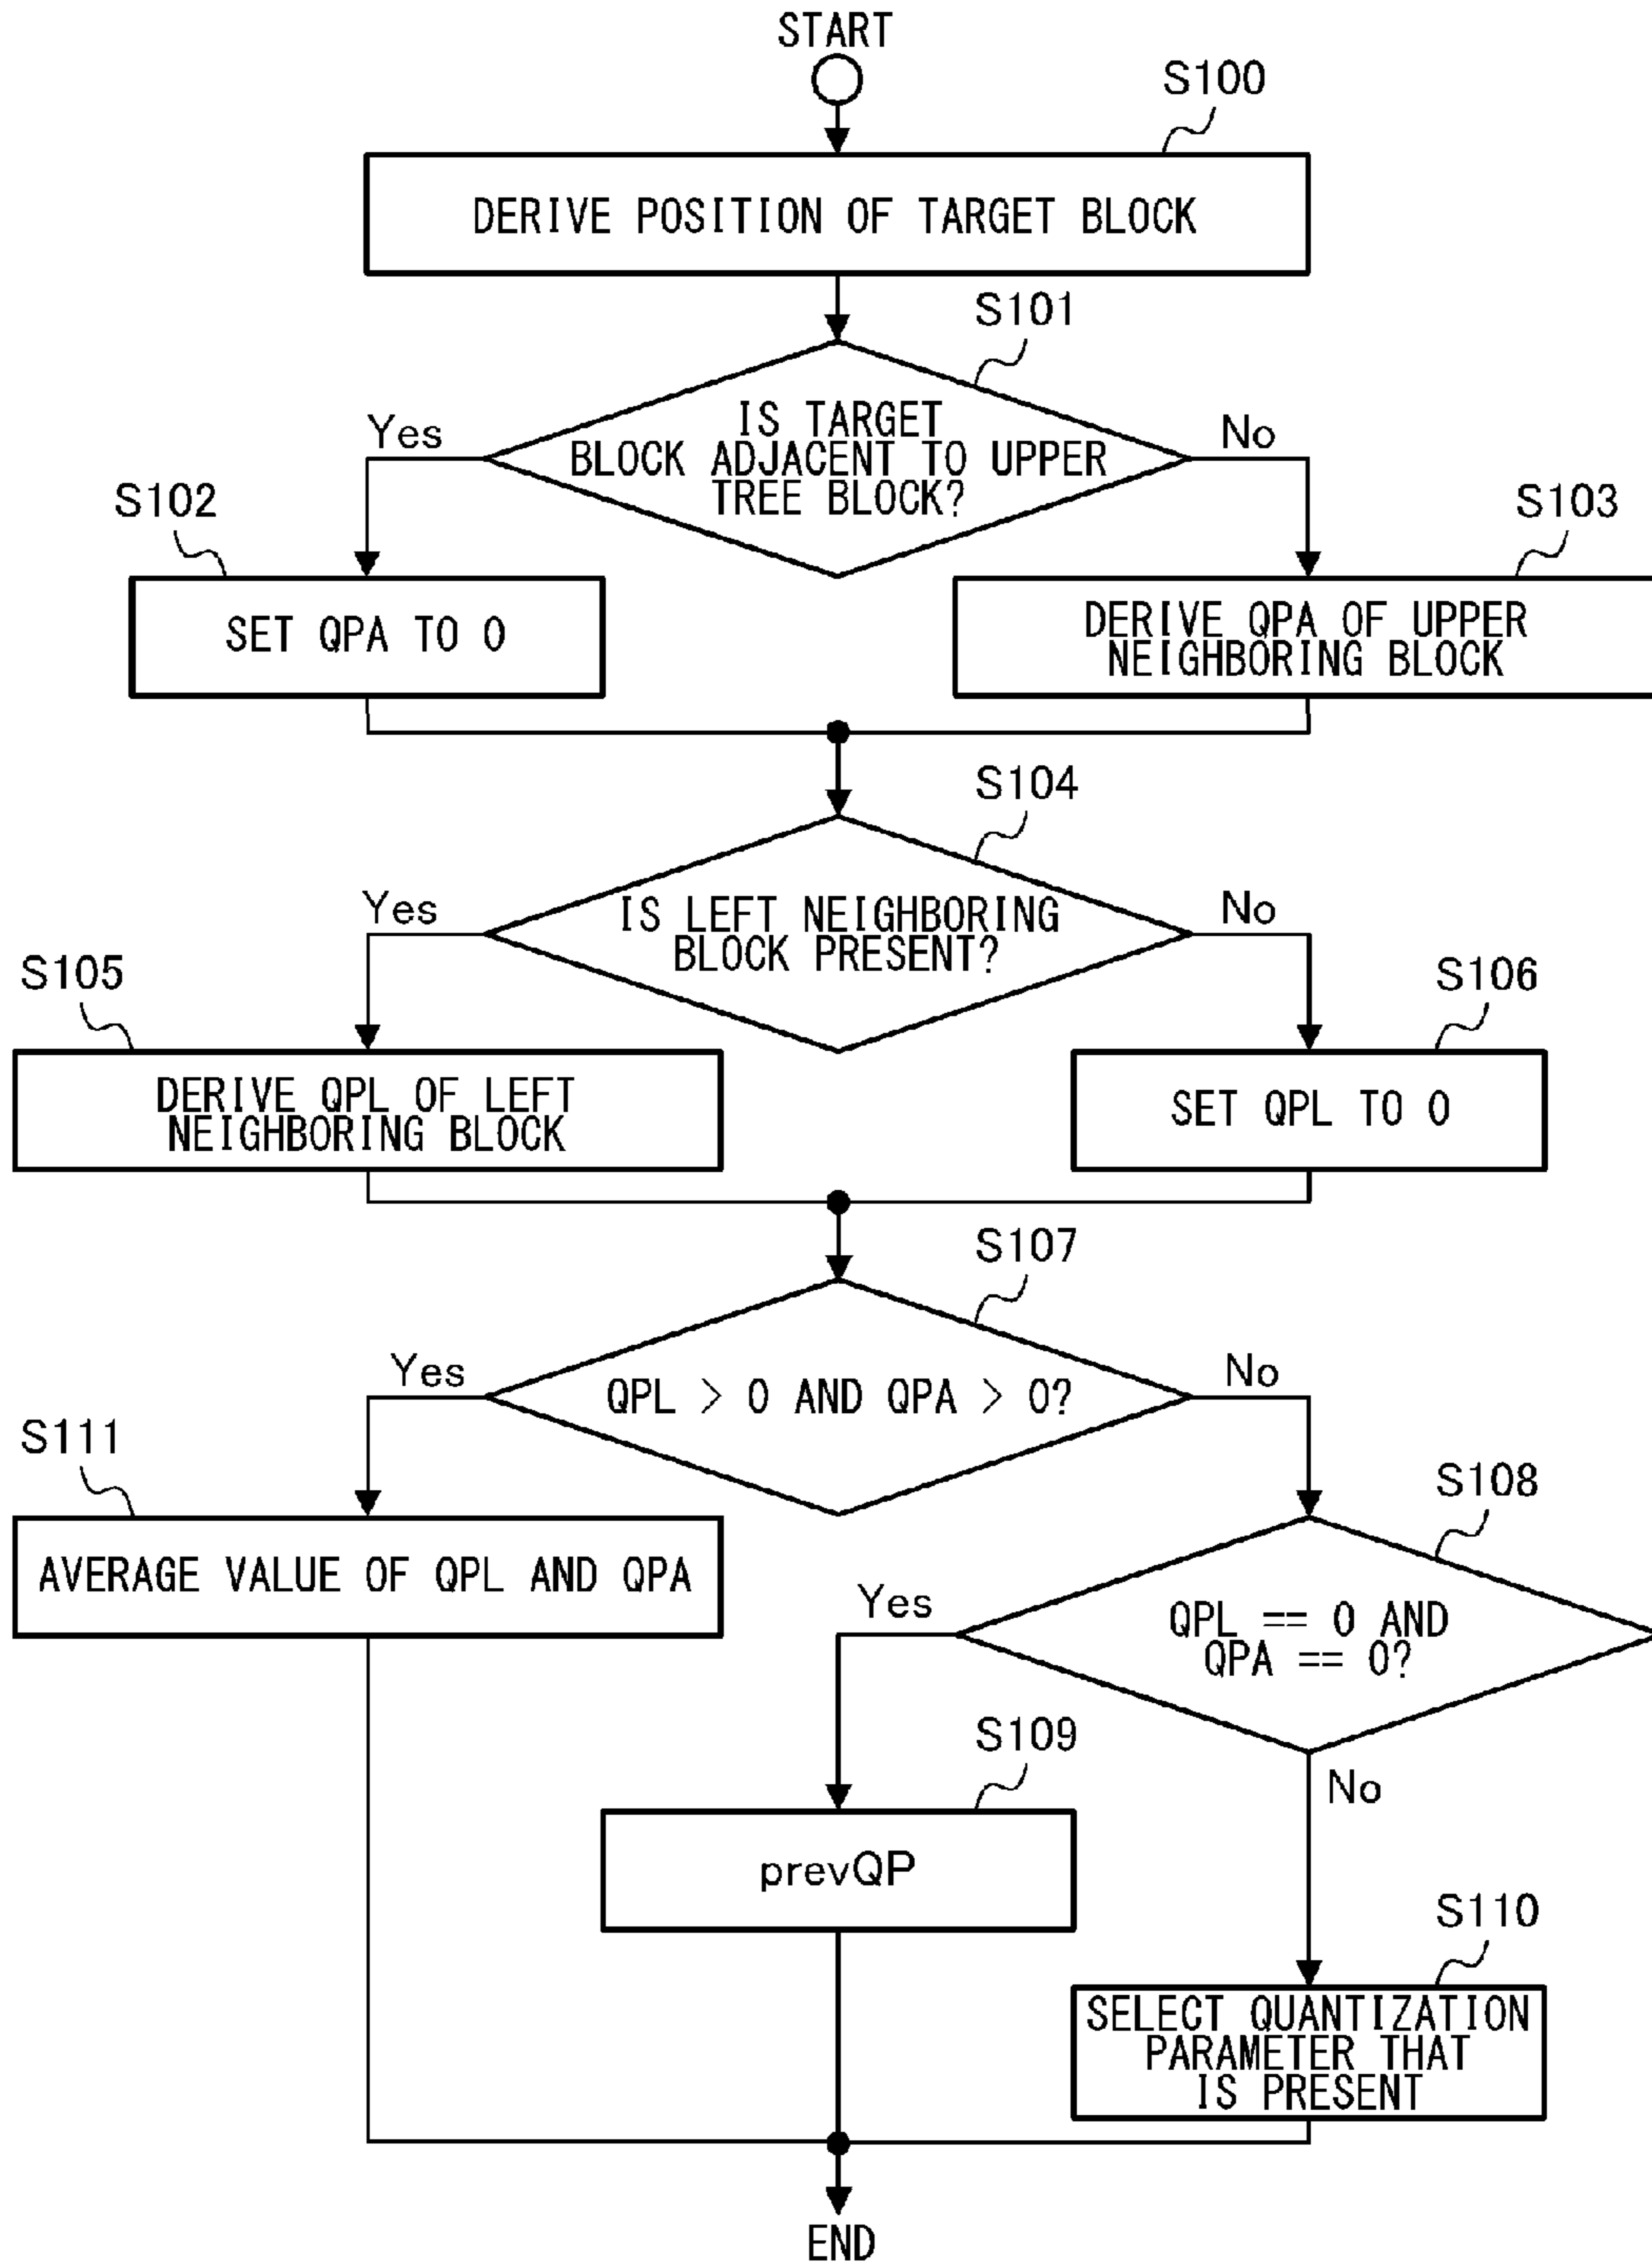 START
S100
DERIVE POSITION OF TARGET BLOCK
S101
IS TARGET
BLOCK ADJACENT TO UPPER
TREE BLOCK?
Yes
No
S102
S103
SET QPA TO 0
DERIVE QPA OF UPPER
NEIGHBORING BLOCK
S104
IS LEFT NEIGHBORING
BLOCK PRESENT?
Yes
No
S105
S106
DERIVE QPL OF LEFT
NEIGHBORING BLOCK
SET QPL TO 0
S107
QPL > 0 AND QPA > 0?
Yes
No
S111
S108
AVERAGE VALUE OF QPL AND QPA
QPL == 0 AND
QPA == 0?
Yes
No
S109
prevQP
S110
SELECT QUANTIZATION
PARAMETER THAT
IS PRESENT
END